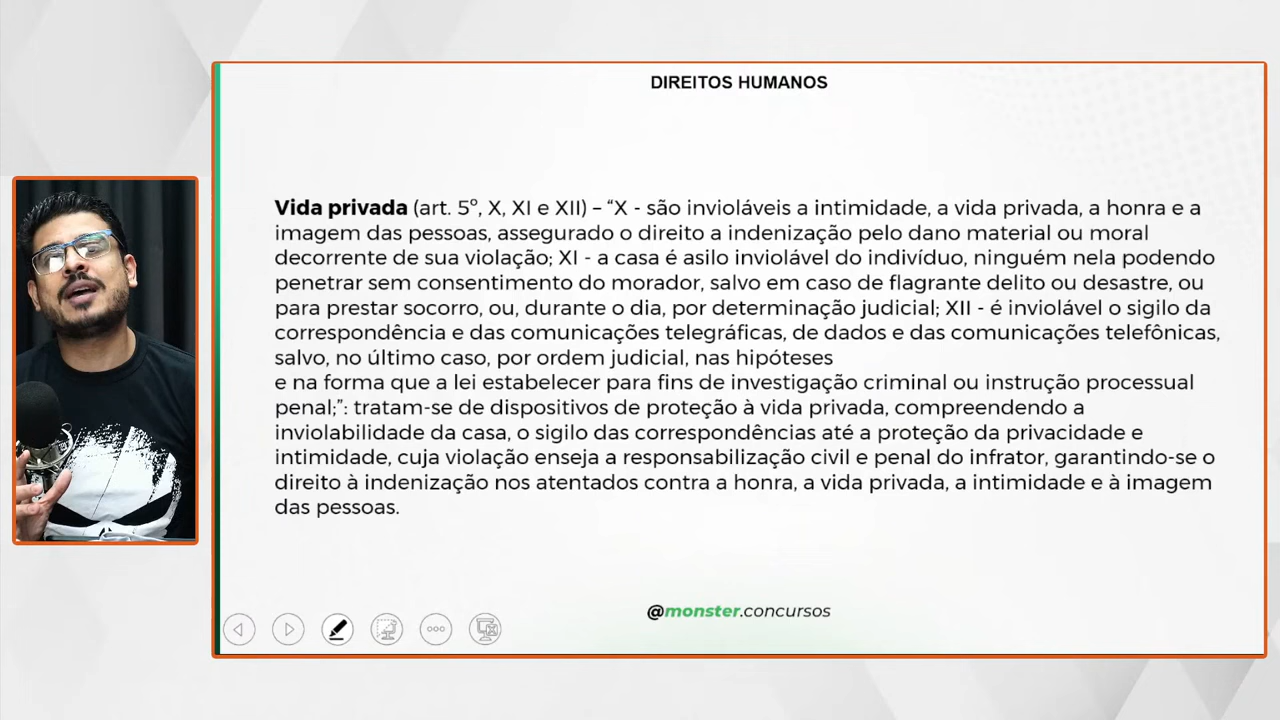 DIREITOS HUMANOS
Vida privada (art. 5º, X, XI e XII) – “X - são invioláveis a intimidade, a vida privada, a honra e a
imagem das pessoas, assegurado o direito a indenização pelo dano material ou moral
decorrente de sua violação; XI - a casa é asilo inviolável do indivíduo, ninguém nela podendo
penetrar sem consentimento do morador, salvo em caso de flagrante delito ou desastre, ou
para prestar socorro, ou, durante o dia, por determinação judicial; XII - é inviolável o sigilo da
correspondência e das comunicações telegráficas, de dados e das comunicações telefônicas,
salvo, no último caso, por ordem judicial, nas hipóteses
e na forma que a lei estabelecer para fins de investigação criminal ou instrução processual
penal;”: tratam-se de dispositivos de proteção à vida privada, compreendendo a
inviolabilidade da casa, o sigilo das correspondências até a proteção da privacidade e
intimidade, cuja violação enseja a responsabilização civil e penal do infrator, garantindo-se o
direito à indenização nos atentados contra a honra, a vida privada, a intimidade e à imagem
das pessoas.
@monster.concursos